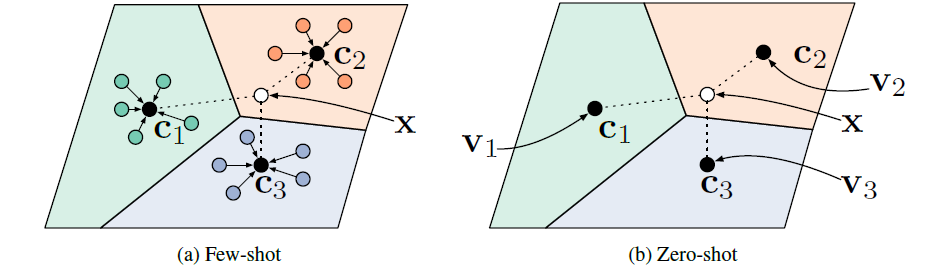 c2
c1
x
c3
(a) Few-shot
c2
v2
c1
x
v1
c3
v3
(b) Zero-shot